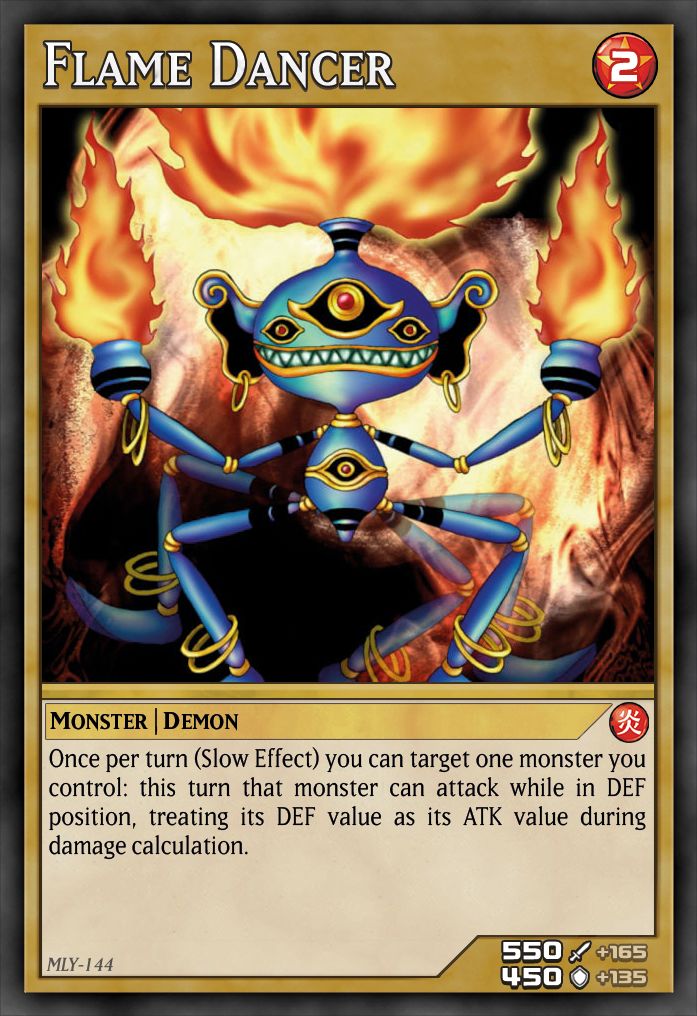 FLAME DANCER
2
MONSTER | DEMON
炎
Once per turn (Slow Effect) you can target one monster you
control: this turn that monster can attack while in DEF
position, treating its DEF value as its ATK value during
damage calculation.
550 +165
MLY-144
450 +135